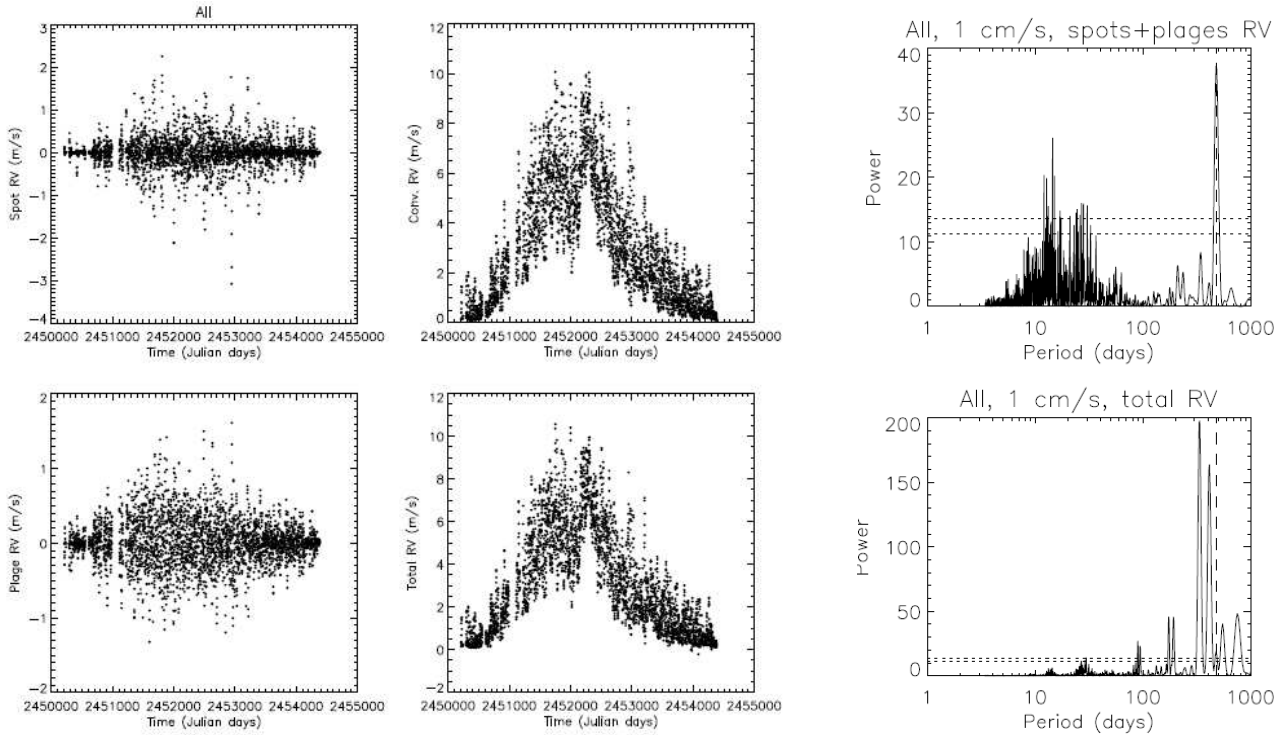 All
3
2
1
0
−1
−2
−3
−4
Spot RV (m/s)
2450000 2451000 2452000 2453000 2454000 2455000
Time (Julian days)
12
10
8
6
4
2
0
Conv. RV (m/s)
2450000 2451000 2452000 2453000 2454000 2455000
Time (Julian days)
All, 1 cm/s, spots+plages RV
40
30
20
10
0
Power
1 10 100 1000
Period (days)
2
1
0
−1
−2
Plage RV (m/s)
2450000 2451000 2452000 2453000 2454000 2455000
Time (Julian days)
12
10
8
6
4
2
0
−2
Total RV (m/s)
2450000 2451000 2452000 2453000 2454000 2455000
Time (Julian days)
All, 1 cm/s, total RV
200
150
100
50
0
Power
1 10 100 1000
Period (days)